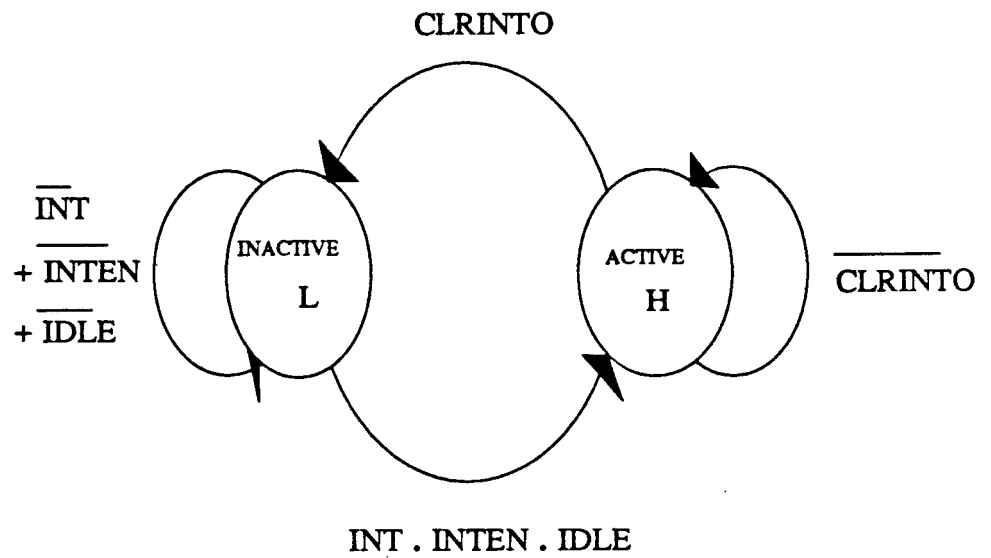 CLRINTO
INT
+ INTEN
+ IDLE
INACTIVE
L
ACTIVE
H
CLRINTO
INT . INTEN . IDLE